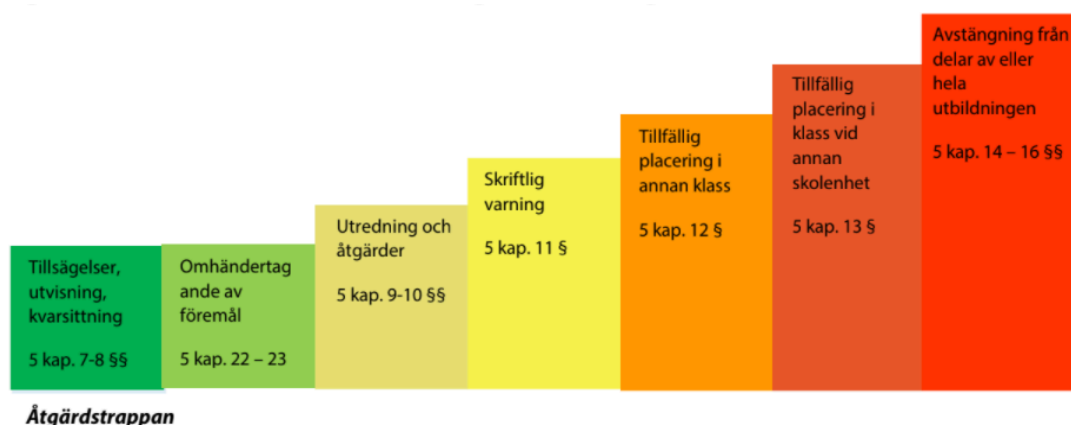 Tillsägelser,
utvisning,
kvarsittning
5 kap. 7-8 §§
Omhändertag
ande av
föremål
5 kap. 22 – 23
Utredning och
åtgärder
5 kap. 9-10 §§
Skriftlig
varning
5 kap. 11 §
Tillfällig
placering i
annan klass
5 kap. 12 §
Tillfällig
placering i
klass vid
annan
skolenhet
5 kap. 13 §
Avstängning från
delar av eller
hela
utbildningen
5 kap. 14 – 16 §§
Åtgärdstrappan